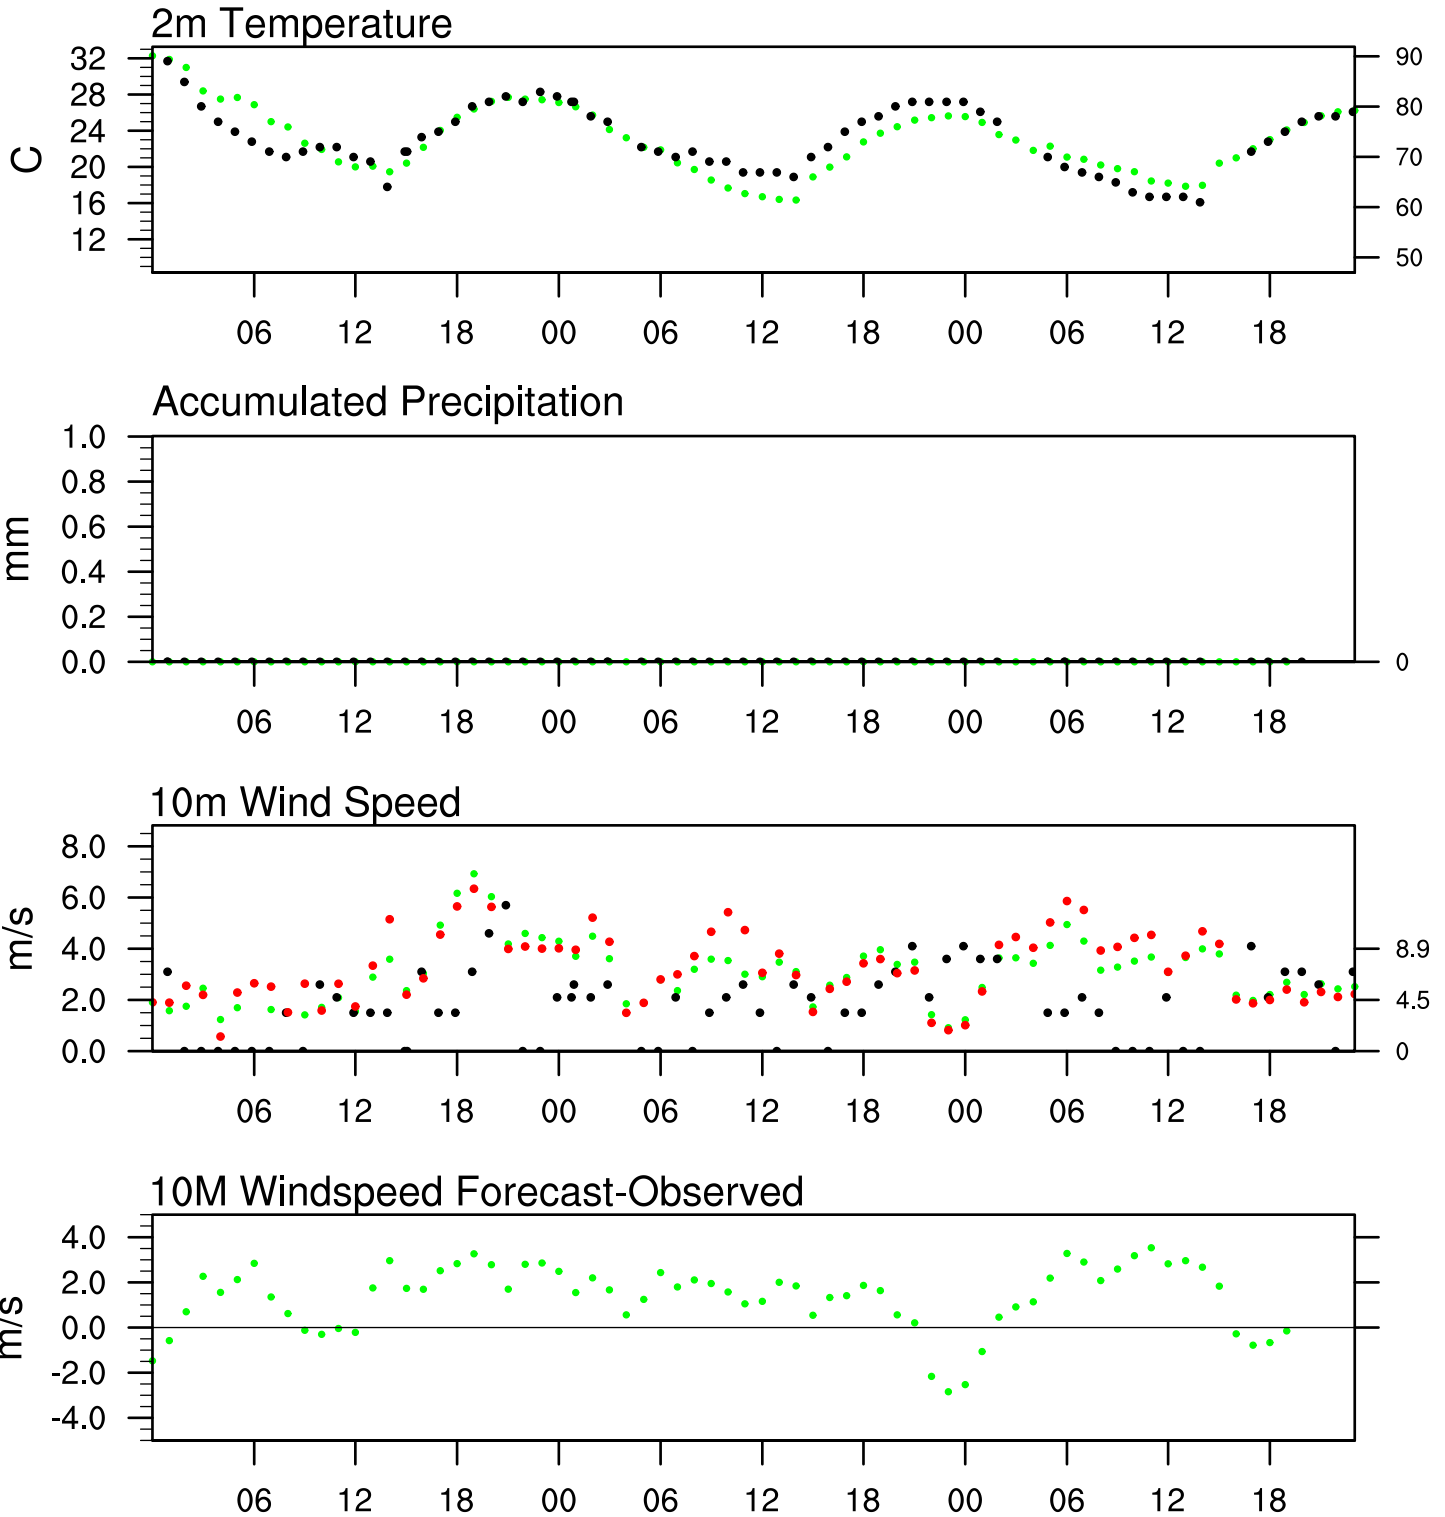 2m Temperature
32 90
28 80
24
20 70
16 60
12 50
C
06 12 18 00 06 12 18 00 06 12 18
Accumulated Precipitation
1.0
0.8
0.6
0.4
0.2
0.0 0
mm
06 12 18 00 06 12 18 00 06 12 18
10m Wind Speed
8.0
6.0
4.0 8.9
2.0 4.5
0.0 0
m/s
06 12 18 00 06 12 18 00 06 12 18
10M Windspeed Forecast-Observed
4.0
2.0
0.0
-2.0
-4.0
m/s
06 12 18 00 06 12 18 00 06 12 18